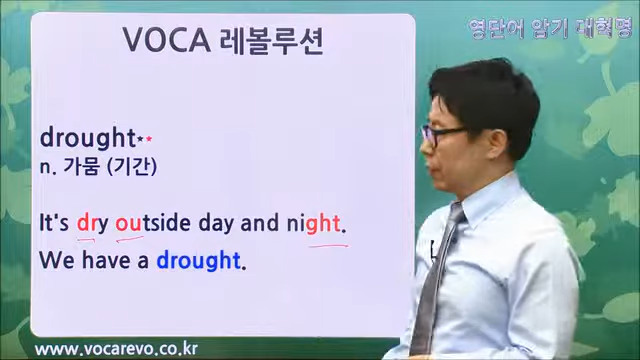 VOCA 레볼루션
영단어 암기 대혁명
drought**
n. 가뭄 (기간)
It's dry outside day and night.
We have a drought.
www.vocarevo.co.kr